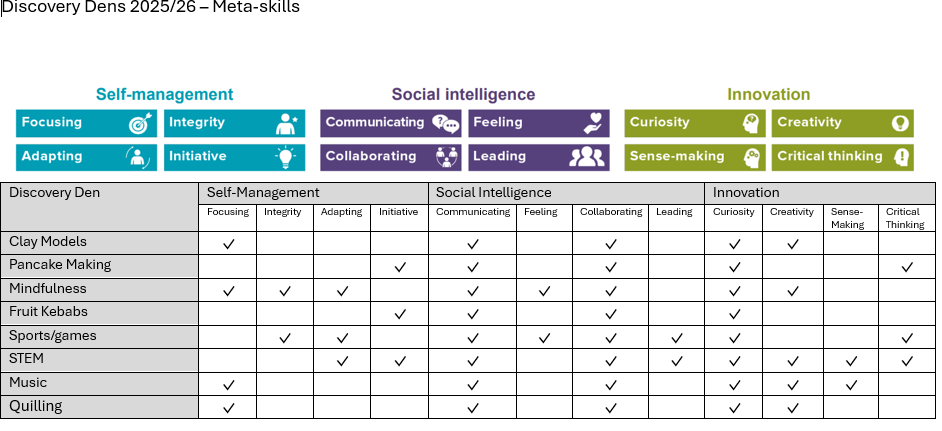 Discovery Dens 2025/26 – Meta-skills
Self-management Social intelligence Innovation
Focusing Integrity Communicating Feeling Curiosity Creativity
Adapting Initiative Collaborating Leading Sense-making Critical thinking
Discovery Den Self-Management Social Intelligence Innovation
Focusing Integrity Adapting Initiative Communicating Feeling Collaborating Leading Curiosity Creativity Sense-Making Critical Thinking
Clay Models ✓ ✓ ✓ ✓ ✓
Pancake Making ✓ ✓ ✓ ✓ ✓
Mindfulness ✓ ✓ ✓ ✓ ✓ ✓ ✓ ✓
Fruit Kebabs ✓ ✓ ✓ ✓
Sports/games ✓ ✓ ✓ ✓ ✓ ✓ ✓ ✓
STEM ✓ ✓ ✓ ✓ ✓ ✓ ✓ ✓ ✓
Music ✓ ✓ ✓ ✓ ✓ ✓
Quilling ✓ ✓ ✓ ✓ ✓